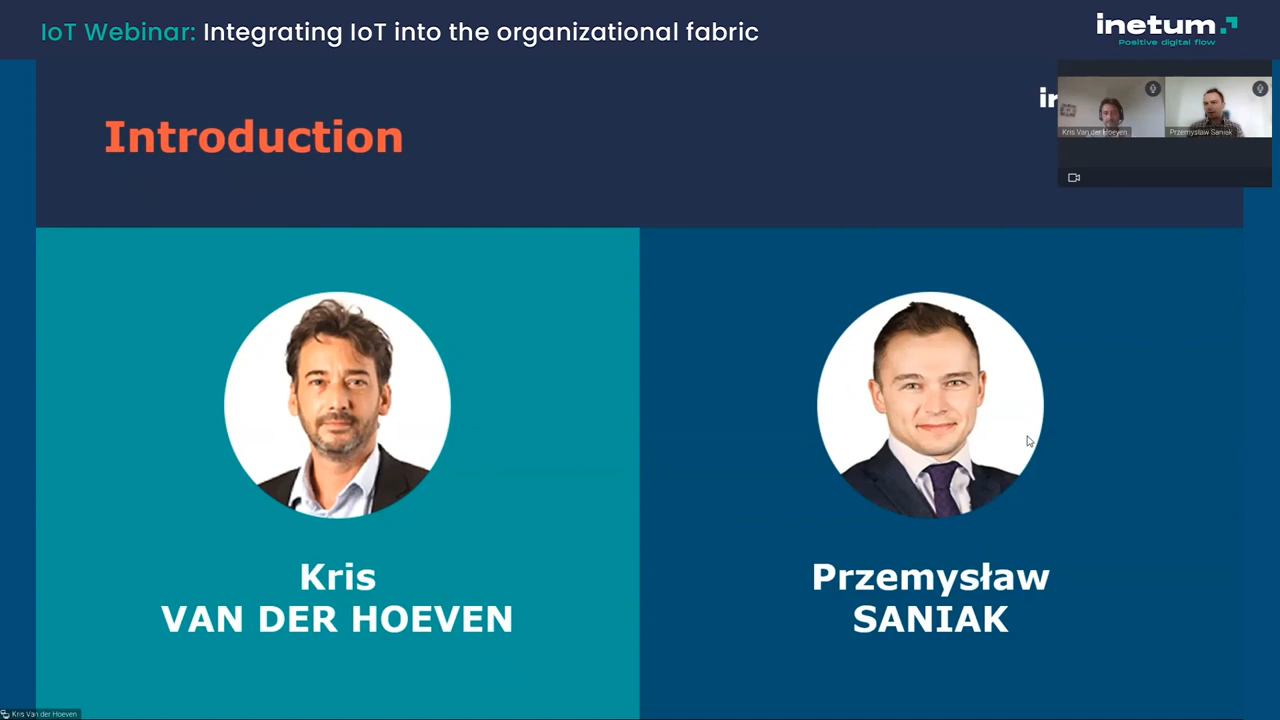 IoT Webinar: Integrating IoT into the organizational fabric
inetum
Positive digital flow
Introduction
in
Kris Van der Hoeven
Przemysław Saniak
Kris
VAN DER HOEVEN
Przemysław
SANIAK
Kris Van der Hoeven